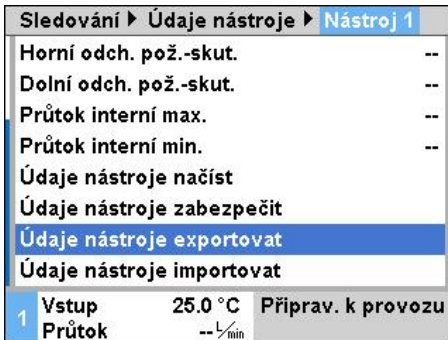 Sledování ▶ Údaje nástroje ▶ Nástroj 1
Horní odch. pož.-skut. --
Dolní odch. pož.-skut. --
Průtok interní max. --
Průtok interní min. --
Údaje nástroje načíst
Údaje nástroje zabezpečit
Údaje nástroje exportovat
Údaje nástroje importovat
1 Vstup 25.0 °C Připrav. k provozu
Průtok -- L/min